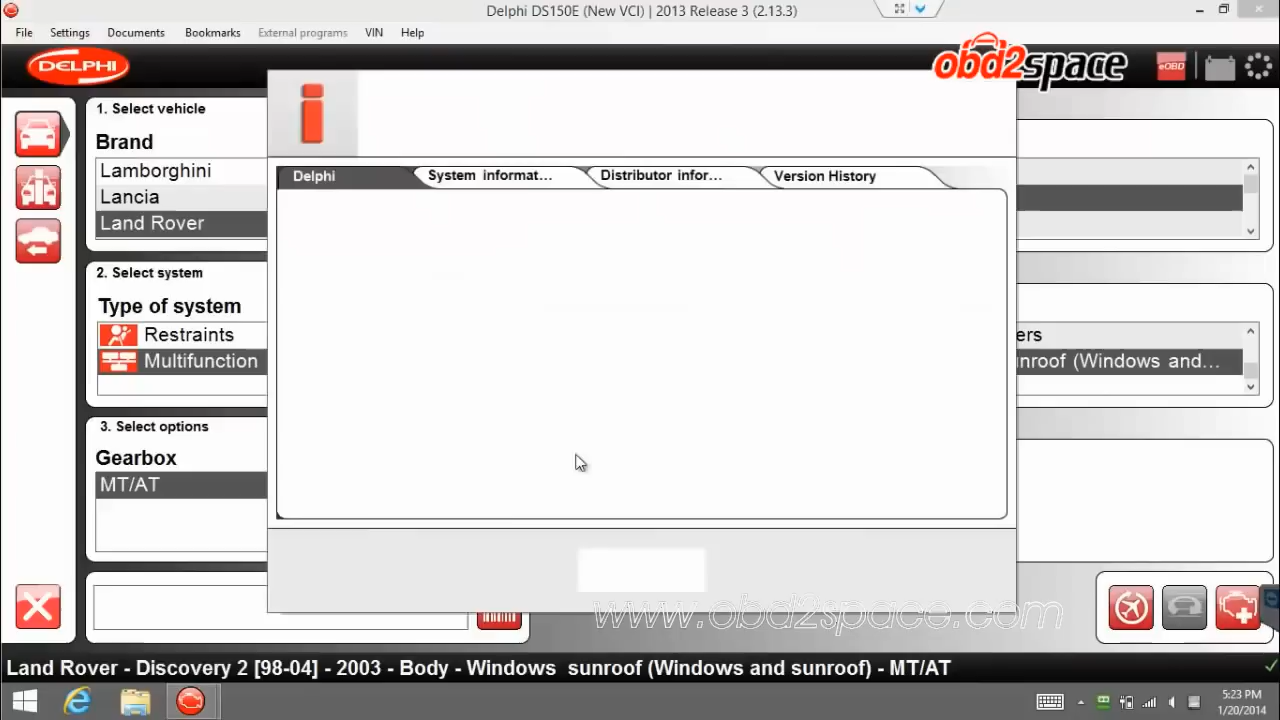 Delphi DS150E (New VCI) | 2013 Release 3 (2.13.3)
File Settings Documents Bookmarks External programs VIN Help
DELPHI
obd2space
eOBD
1. Select vehicle
Brand
Lamborghini
Lancia
Land Rover
Delphi
System informat...
Distributor infor...
Version History
2. Select system
Type of system
Restraints
Multifunction
ers
unroof (Windows and...
3. Select options
Gearbox
MT/AT
www.obd2space.com
Land Rover - Discovery 2 [98-04] - 2003 - Body - Windows sunroof (Windows and sunroof) - MT/AT
5:23 PM
1/20/2014